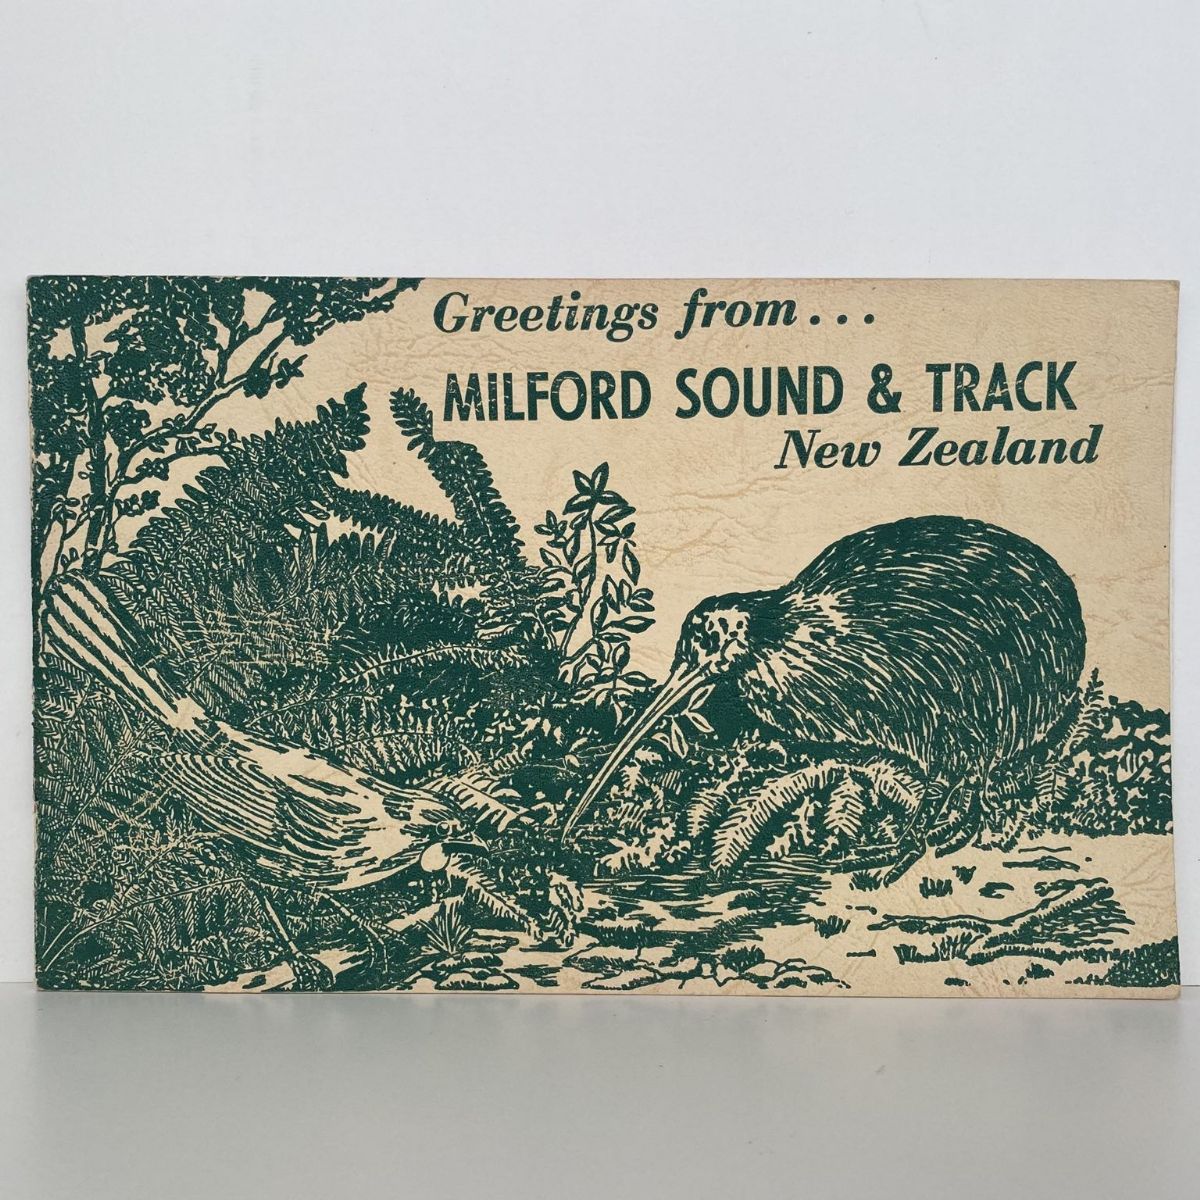 Greetings from...
MILFORD SOUND & TRACK
New Zealand